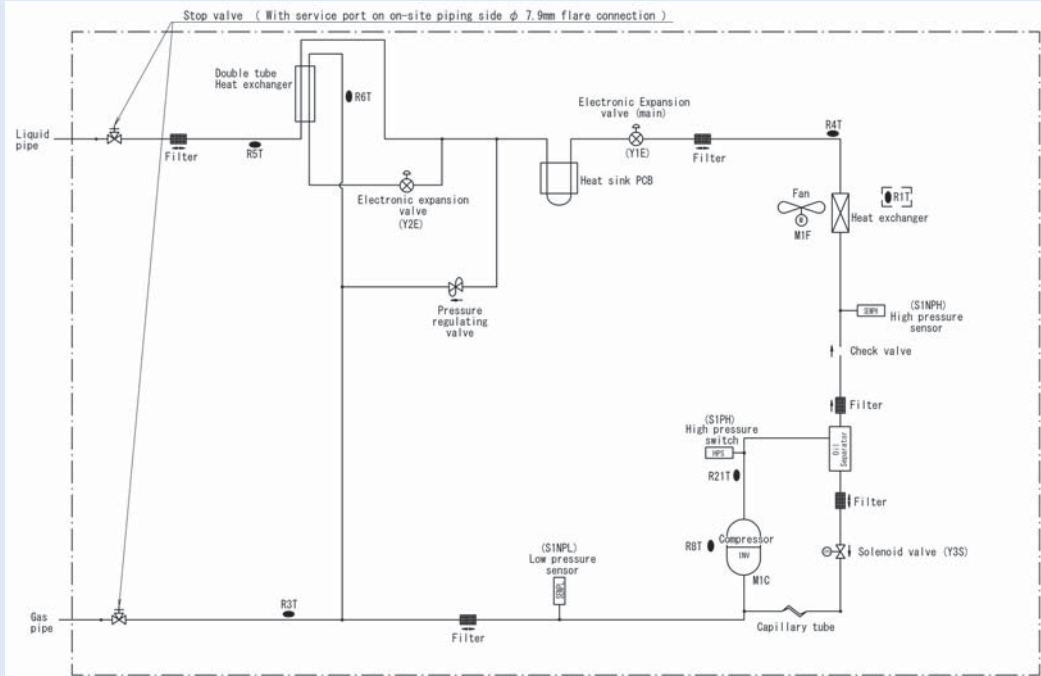 Stop valve ( With service port on on-site piping side φ 7.9mm flare connection )
Double tube
Heat exchanger
R6T
Electronic Expansion
valve (main)
(Y1E)
R4T
Liquid
pipe
Filter
R5T
Filter
Heat sink PCB
Electronic expansion
valve
(Y2E)
Fan
M
M1F
R1T
Heat exchanger
Pressure
regulating
valve
SENPH
(S1NPH)
High pressure
sensor
Check valve
Filter
(S1PH)
High pressure
switch
HPS
Oil
Separator
R21T
Filter
Compressor
INV
R8T
M1C
Solenoid valve (Y3S)
(S1NPL)
Low pressure
sensor
SENPL
R3T
Gas
pipe
Filter
Capillary tube